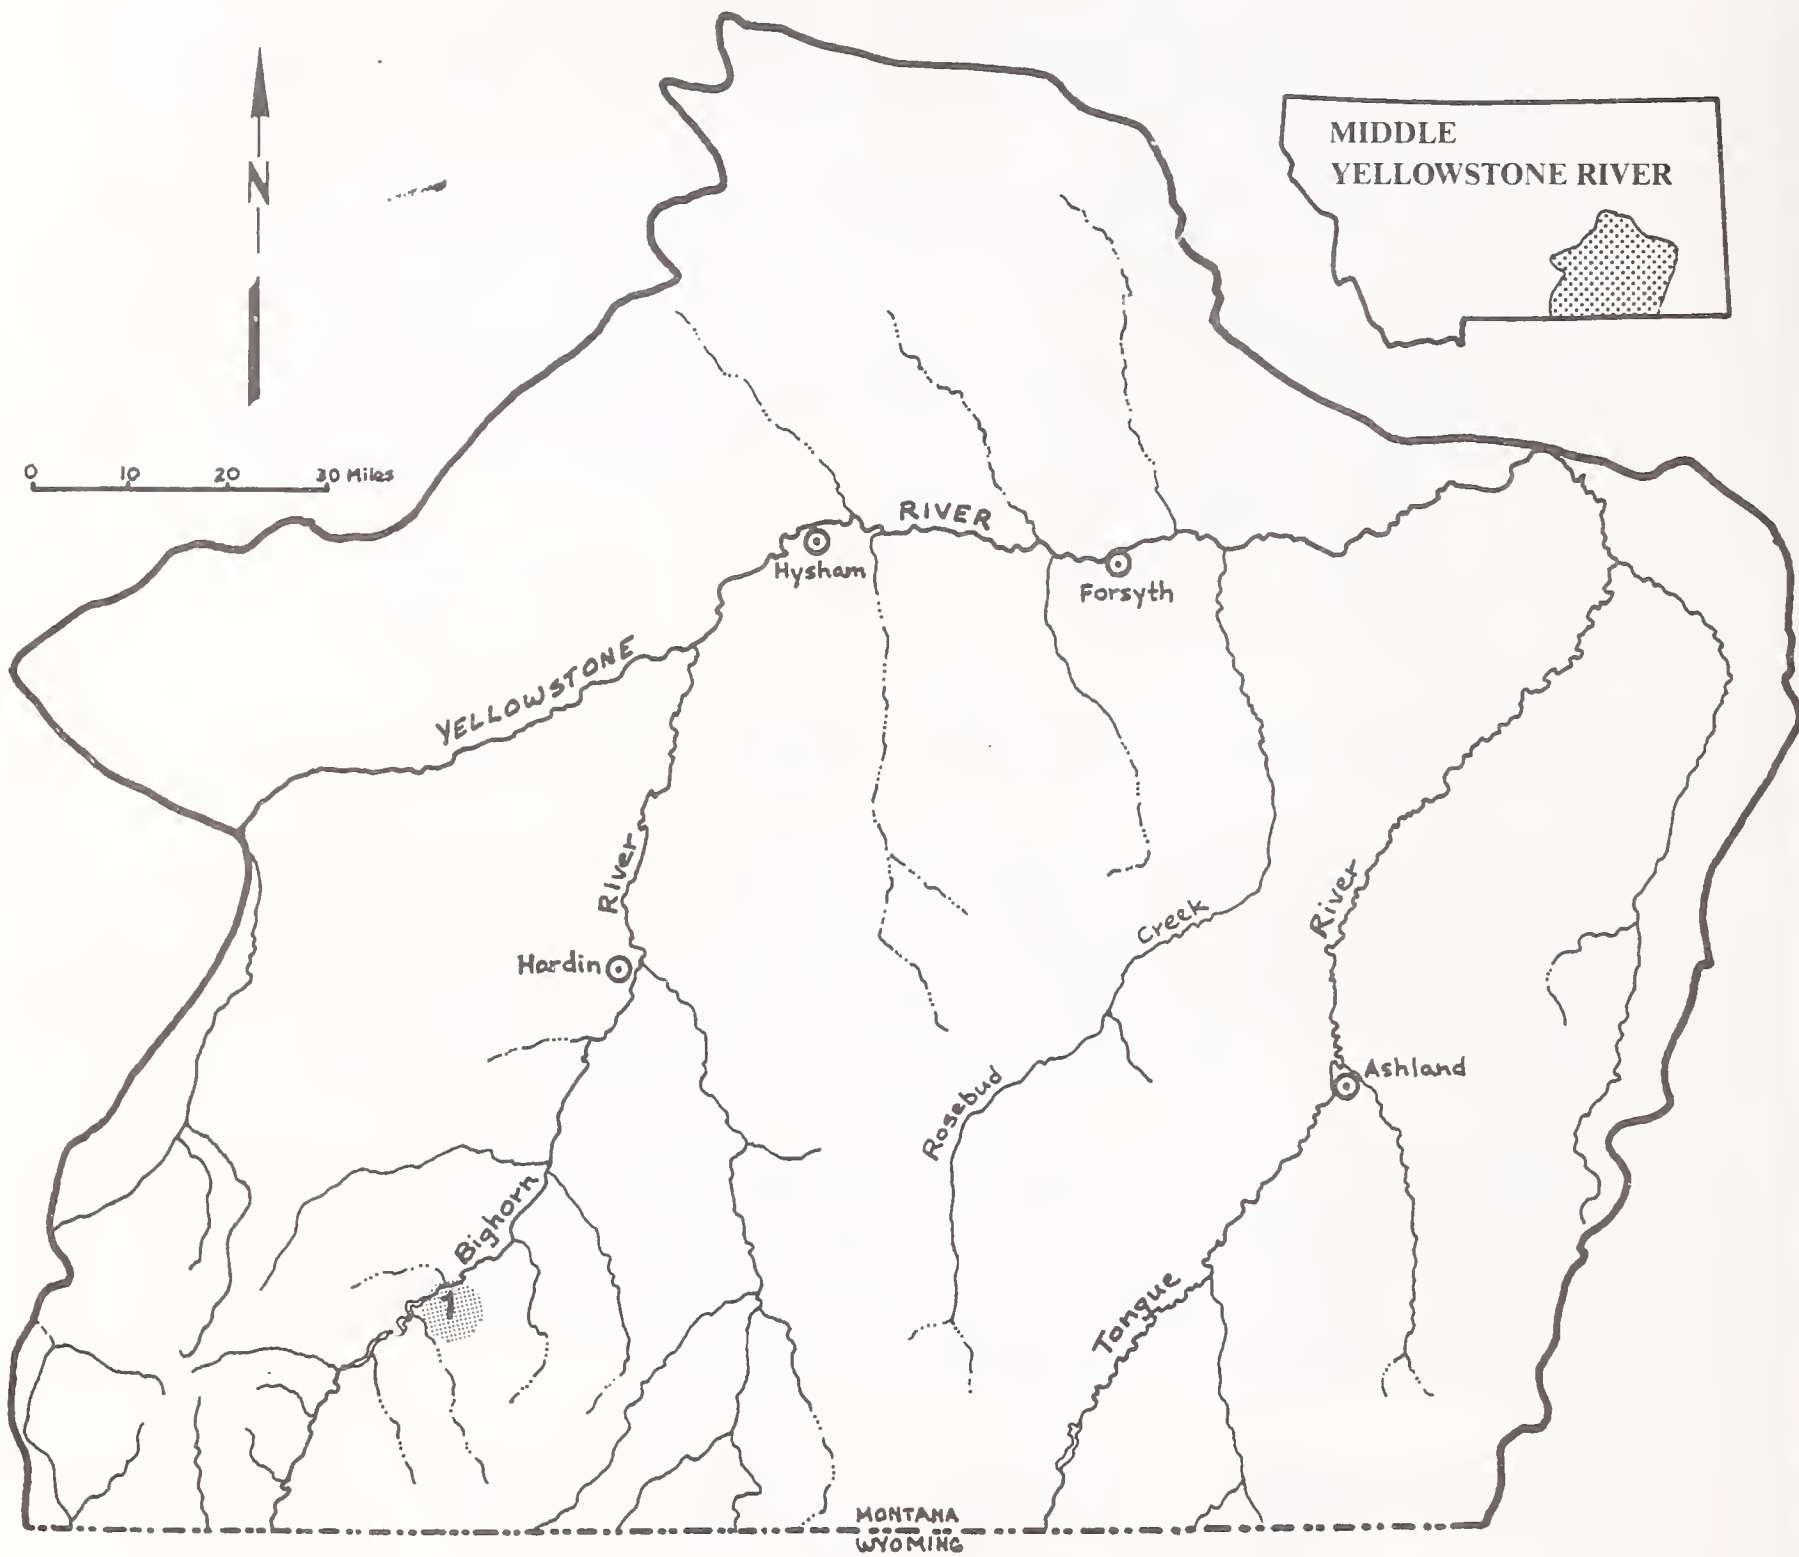 N
MIDDLE
YELLOWSTONE RIVER
0 10 20 30 Miles
RIVER
Hysham
Forsyth
YELLOWSTONE
River
Creek
River
Hardin
Ashland
Rosebud
Bighorn
Tongue
1
MONTANA
WYOMING